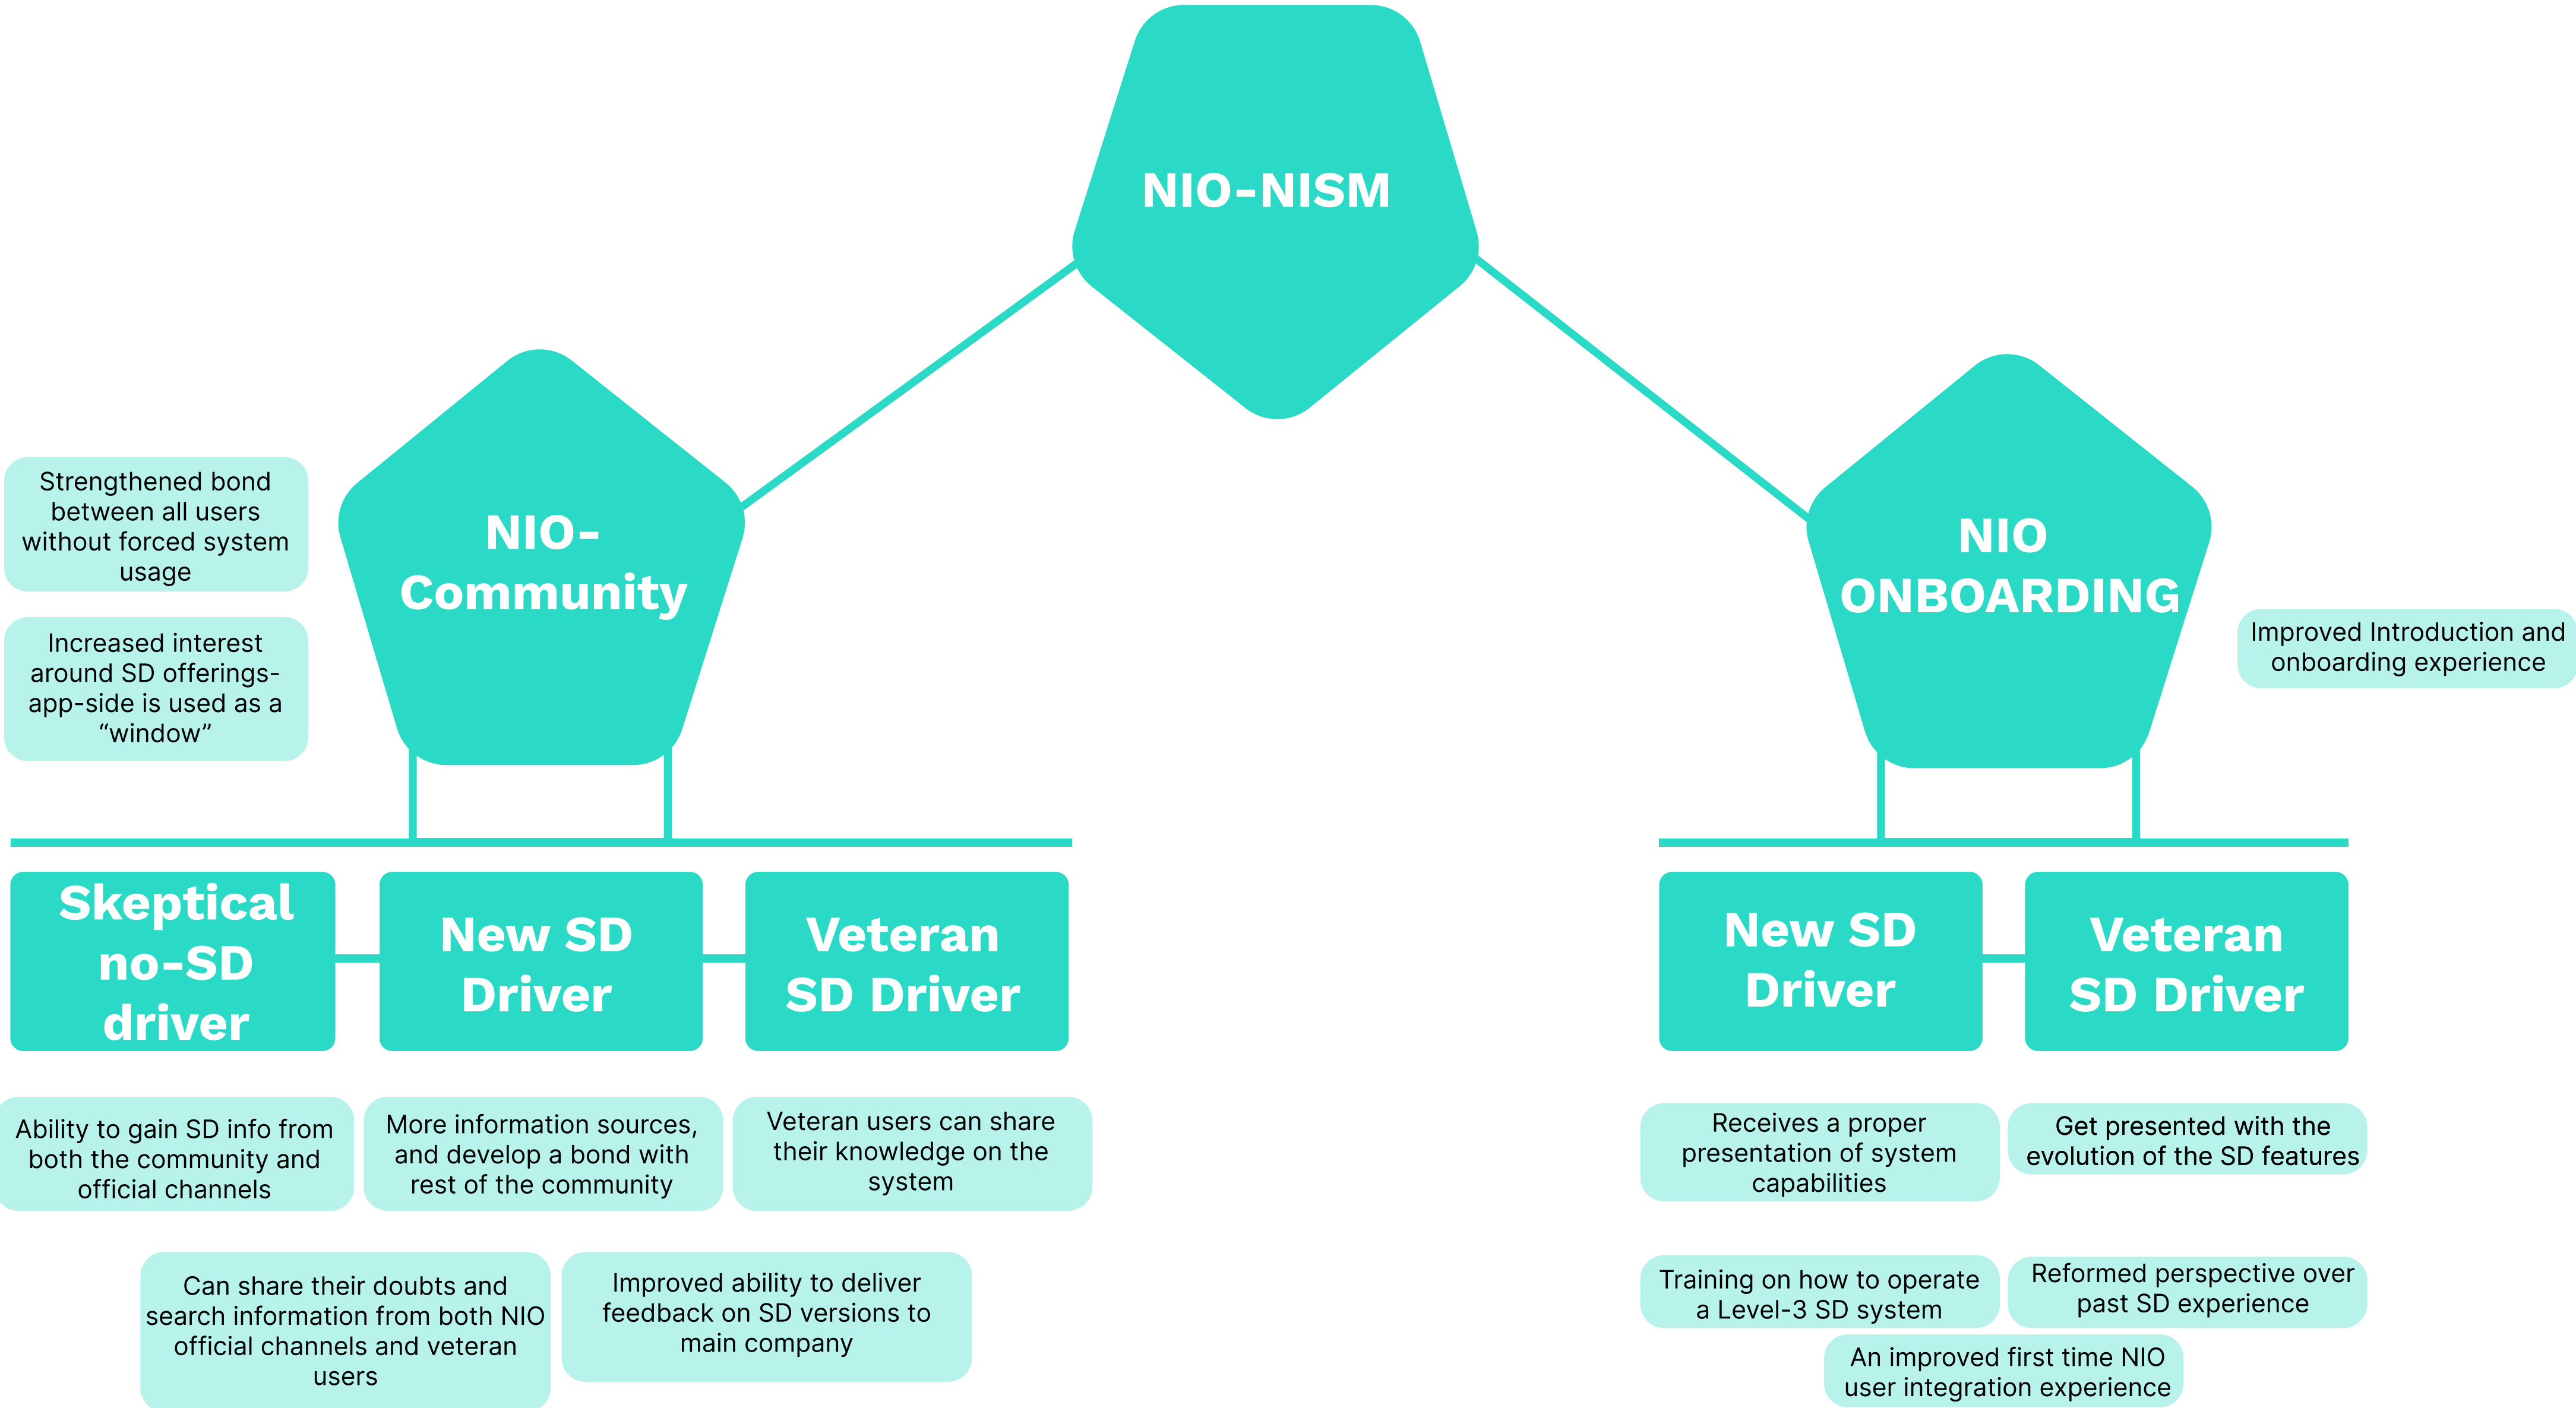 NIO-NISM
NIO-
Community
NIO
ONBOARDING
Strengthened bond
between all users
without forced system
usage
Increased interest
around SD offerings-
app-side is used as a
“window”
Improved Introduction and
onboarding experience
Skeptical
no-SD
driver
New SD
Driver
Veteran
SD Driver
New SD
Driver
Veteran
SD Driver
Ability to gain SD info from
both the community and
official channels
More information sources,
and develop a bond with
rest of the community
Veteran users can share
their knowledge on the
system
Receives a proper
presentation of system
capabilities
Get presented with the
evolution of the SD features
Can share their doubts and
search information from both NIO
official channels and veteran
users
Improved ability to deliver
feedback on SD versions to
main company
Training on how to operate
a Level-3 SD system
Reformed perspective over
past SD experience
An improved first time NIO
user integration experience